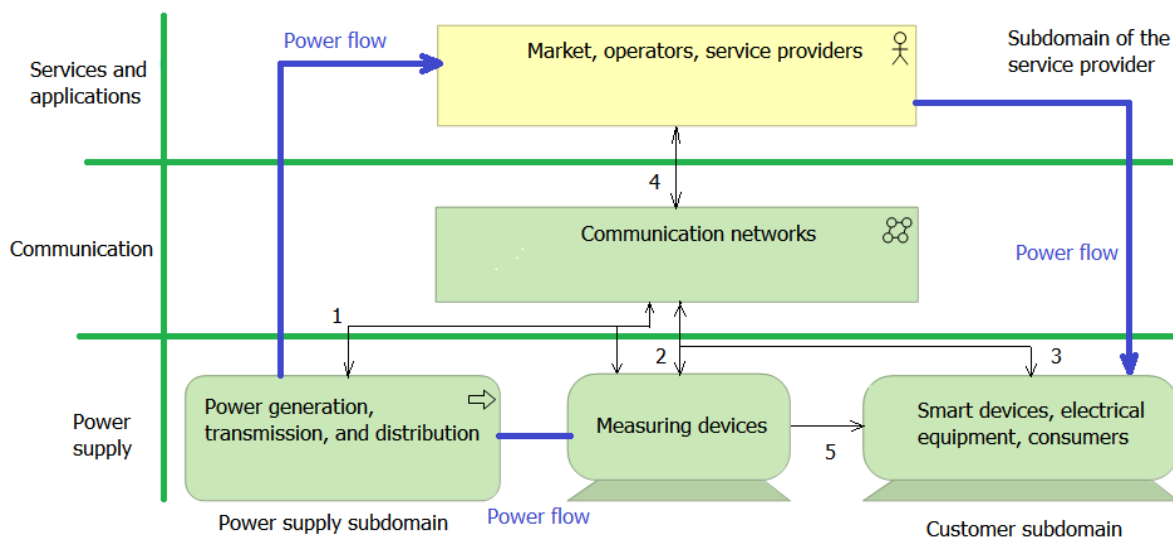 Power flow
Market, operators, service providers
Subdomain of the
service provider
Services and
applications
4
Communication
Communication networks
Power flow
1
2
3
Power
supply
Power generation,
transmission, and distribution
Measuring devices
Smart devices, electrical
equipment, consumers
5
Power supply subdomain
Power flow
Customer subdomain